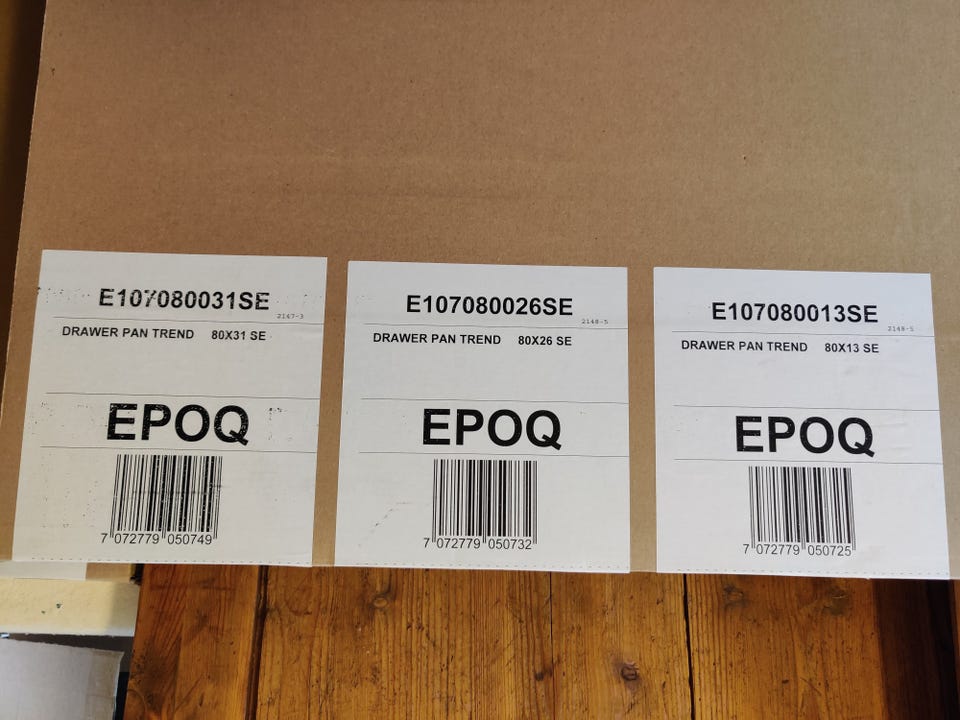 E107080031SE
2147-3
DRAWER PAN TREND 80X31 SE
EPOQ
7 072779 050749
E107080026SE
2148-5
DRAWER PAN TREND 80X26 SE
EPOQ
7 072779 050732
E107080013SE
2148-5
DRAWER PAN TREND 80X13 SE
EPOQ
7 072779 050725